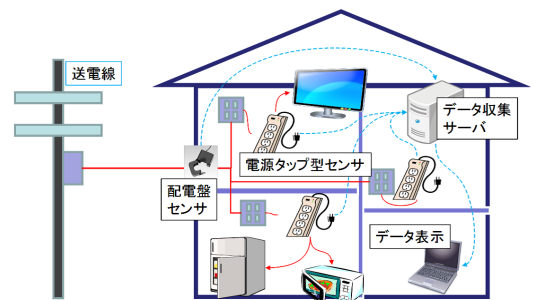 送電線
データ収集
サーバ
電源タップ型センサ
配電盤
センサ
データ表示